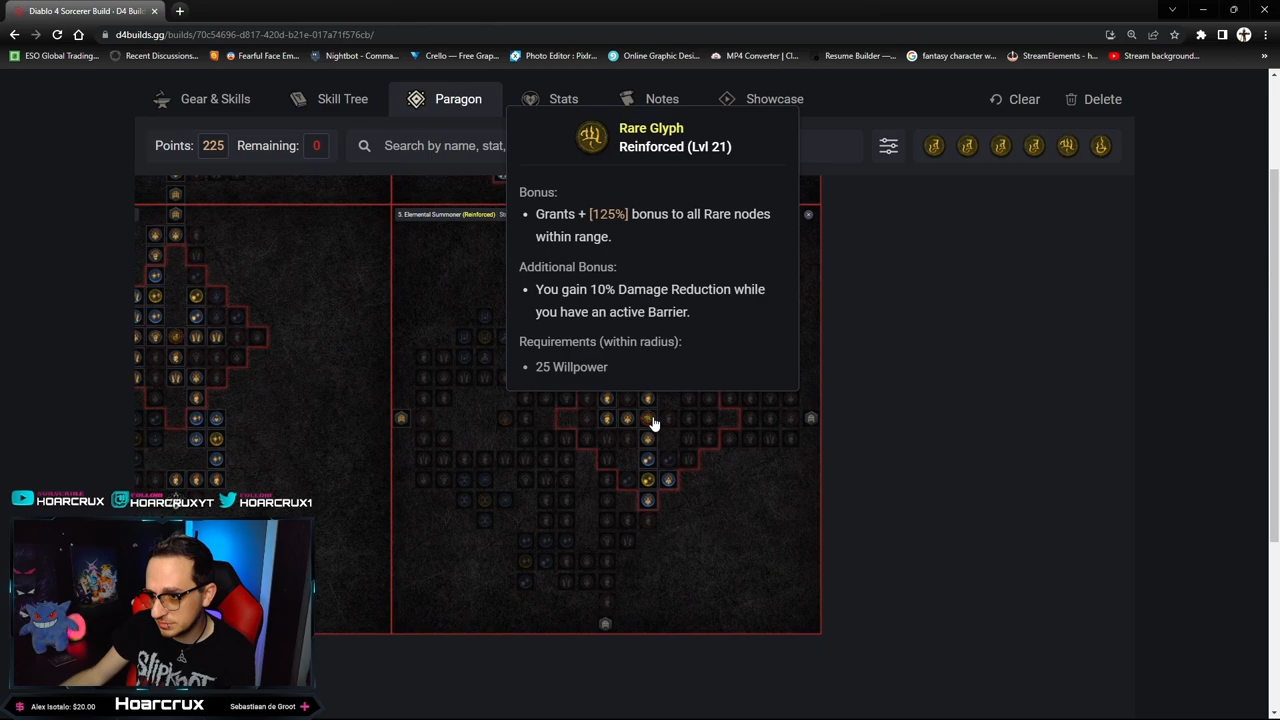 Diablo 4 Sorcerer Build · D4 Buil
d4builds.gg/builds/70c54696-d817-420d-b21e-017a71f576cb/
ESO Global Trading...
Recent Discussions...
Fearful Face Em...
Nightbot - Comma...
Crello — Free Grap...
Photo Editor : Pixlr...
Online Graphic Desi...
MP4 Converter | Cl...
Resume Builder —...
fantasy character w...
StreamElements - h...
Stream background...
Gear & Skills
Skill Tree
Paragon
Stats
Notes
Showcase
Clear
Delete
Points: 225
Remaining: 0
Search by name, stat,
Rare Glyph
Reinforced (Lvl 21)
Bonus:
Grants + [125%] bonus to all Rare nodes
within range.
Additional Bonus:
You gain 10% Damage Reduction while
you have an active Barrier.
Requirements (within radius):
25 Willpower
5. Elemental Summoner (Reinforced)
HOARCRUX
HOARCRUXYT
HOARCRUX1
SLIPKNOT
Alex Isotalo: $20.00
Hoarcrux
Sebastiaan de Groot